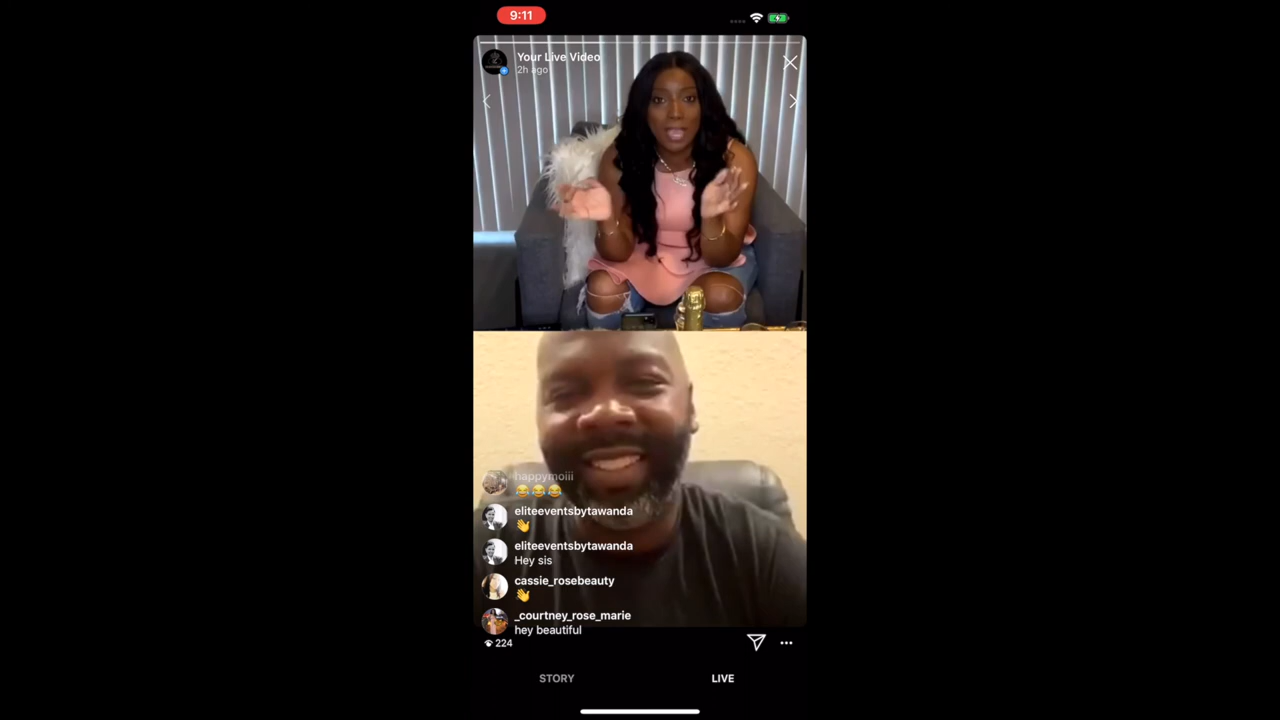 9:11
Your Live Video
2h ago
happymoiii
😂😂😂
eliteeventsbytawanda
👋
eliteeventsbytawanda
Hey sis
cassie_rosebeauty
👋
_courtney_rose_marie
hey beautiful
224
STORY
LIVE